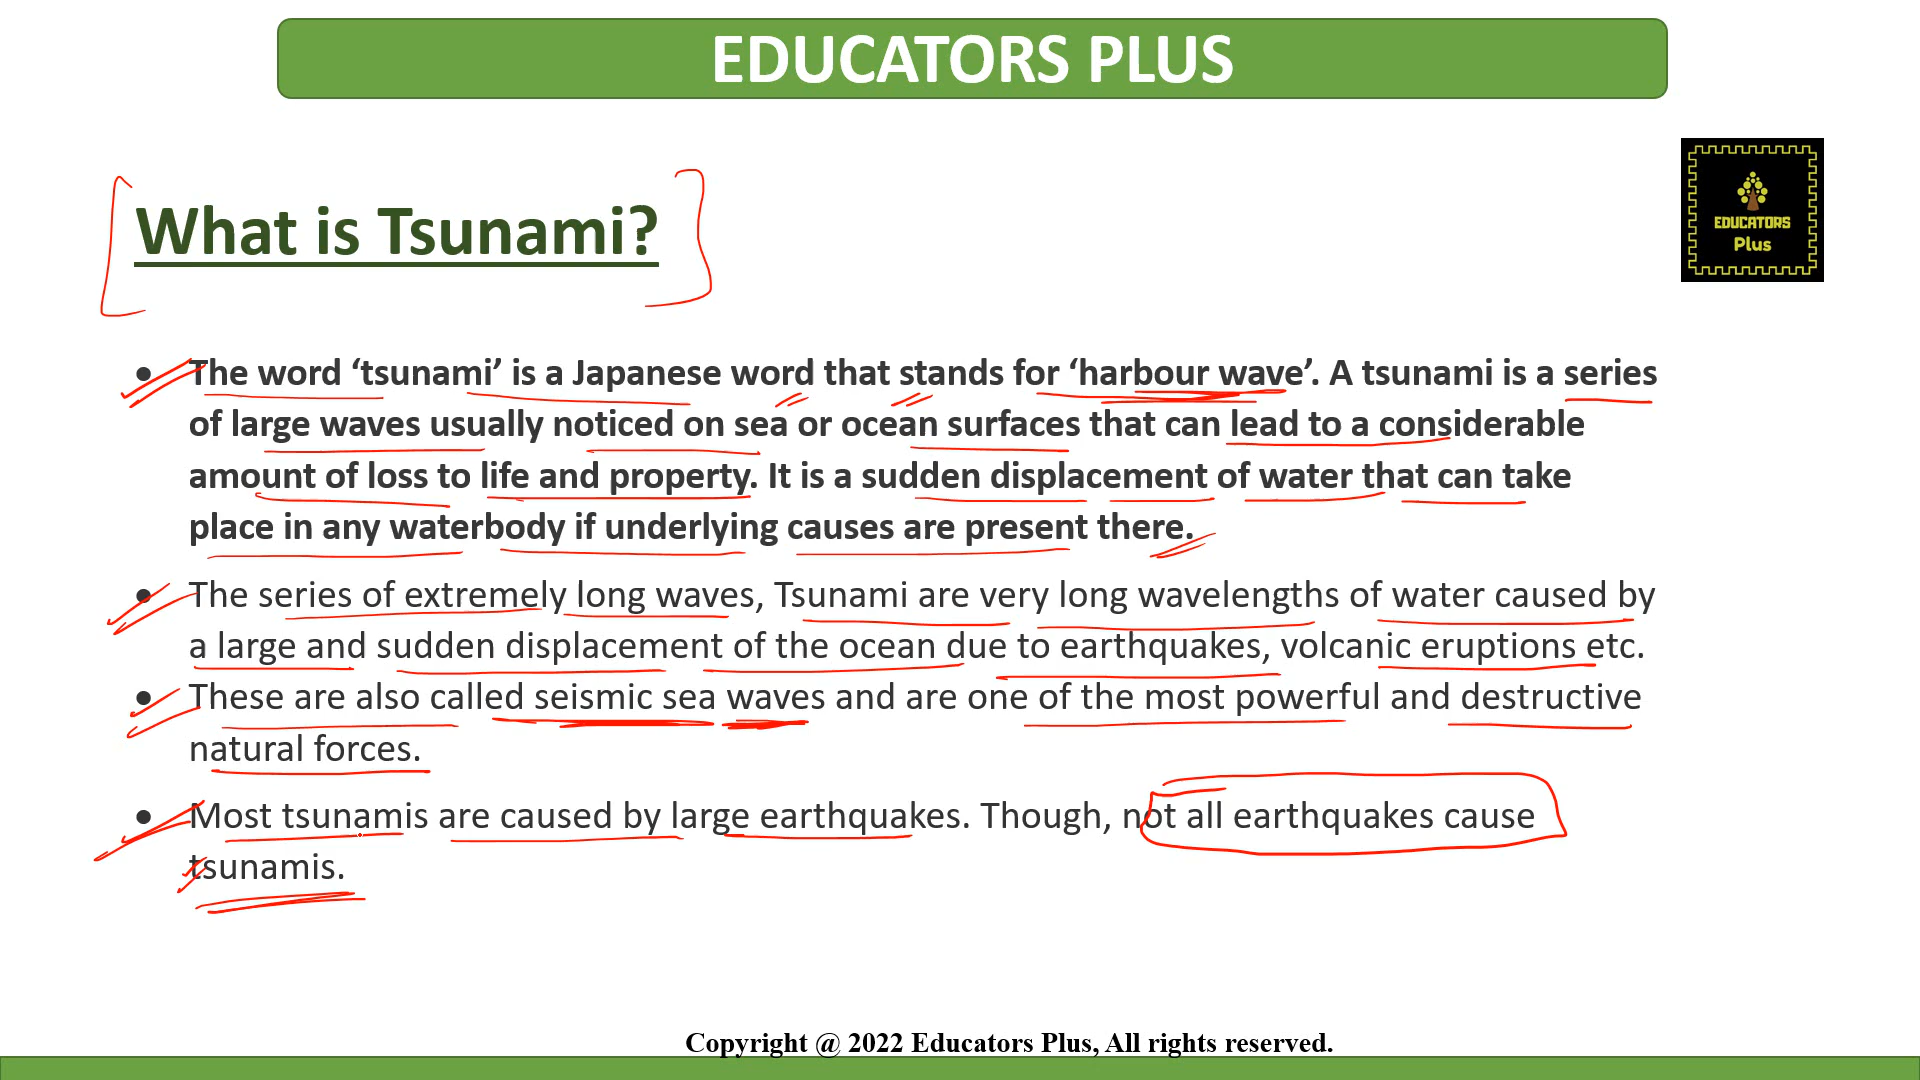 EDUCATORS PLUS
EDUCATORS
Plus
What is Tsunami?
• The word ‘tsunami’ is a Japanese word that stands for ‘harbour wave’. A tsunami is a series
of large waves usually noticed on sea or ocean surfaces that can lead to a considerable
amount of loss to life and property. It is a sudden displacement of water that can take
place in any waterbody if underlying causes are present there.
• The series of extremely long waves, Tsunami are very long wavelengths of water caused by
a large and sudden displacement of the ocean due to earthquakes, volcanic eruptions etc.
• These are also called seismic sea waves and are one of the most powerful and destructive
natural forces.
• Most tsunamis are caused by large earthquakes. Though, not all earthquakes cause
tsunamis.
Copyright @ 2022 Educators Plus, All rights reserved.